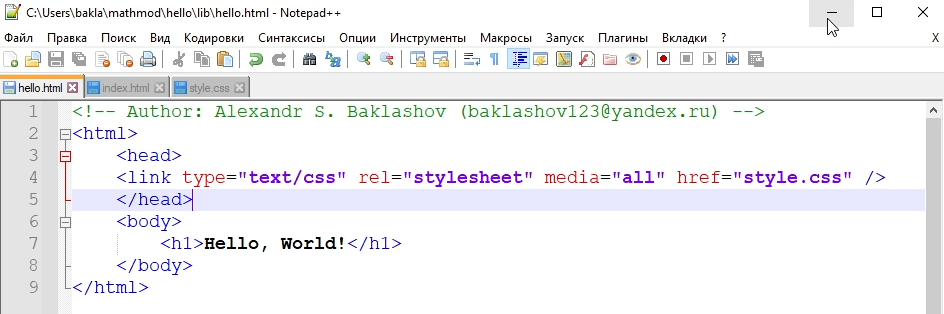 C:\Users\bakla\mathmod\hello\lib\hello.html - Notepad++
Файл Правка Поиск Вид Кодировки Синтаксисы Опции Инструменты Макросы Запуск Плагины Вкладки ? X
hello.html index.html style.css
1 <!-- Author: Alexandr S. Baklashov (baklashov123@yandex.ru) -->
2 <html>
3 <head>
4 <link type="text/css" rel="stylesheet" media="all" href="style.css" />
5 </head>
6 <body>
7 <h1>Hello, World!</h1>
8 </body>
9 </html>